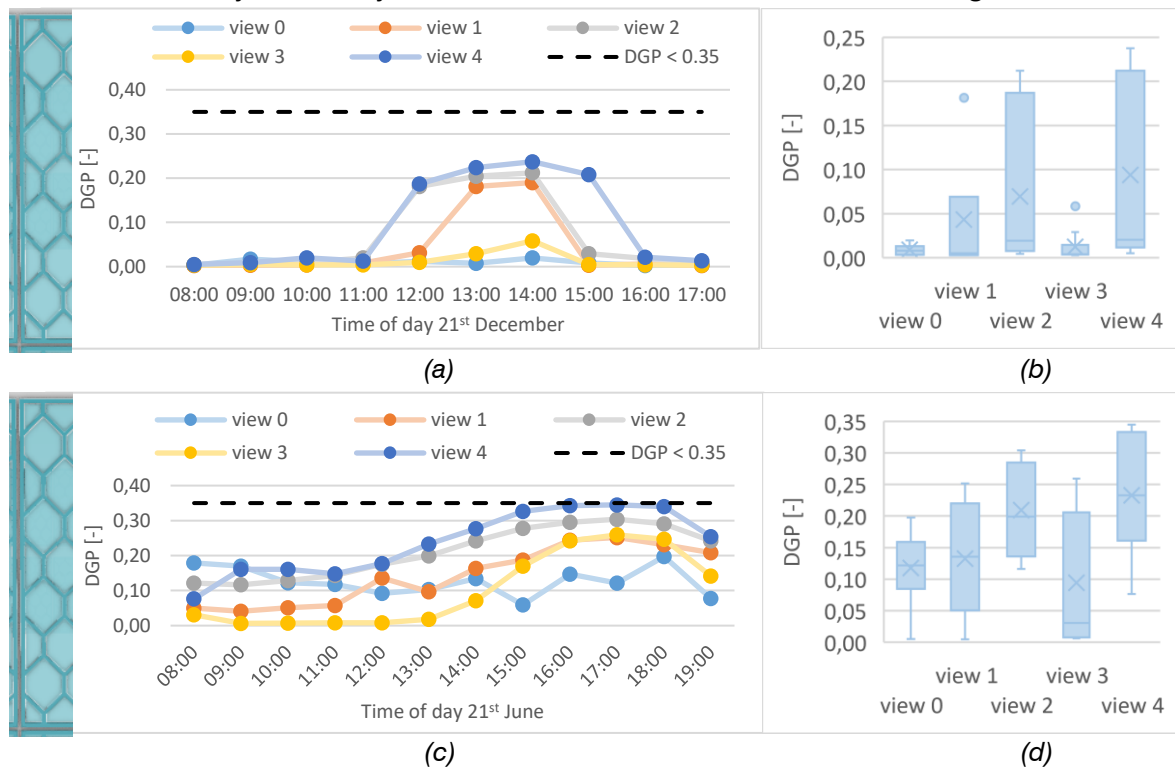 view 0 view 1 view 2
view 3 view 4 DGP < 0.35
DGP [-]
0,40
0,30
0,20
0,10
0,00
08:00 09:00 10:00 11:00 12:00 13:00 14:00 15:00 16:00 17:00
Time of day 21st December
(a)
DGP [-]
0,25
0,20
0,15
0,10
0,05
0,00
view 1 view 3
view 0 view 2 view 4
(b)
view 0 view 1 view 2
view 3 view 4 DGP < 0.35
DGP [-]
0,40
0,30
0,20
0,10
0,00
08:00 09:00 10:00 11:00 12:00 13:00 14:00 15:00 16:00 17:00 18:00 19:00
Time of day 21st June
(c)
DGP [-]
0,35
0,30
0,25
0,20
0,15
0,10
0,05
0,00
view 1 view 3
view 0 view 2 view 4
(d)